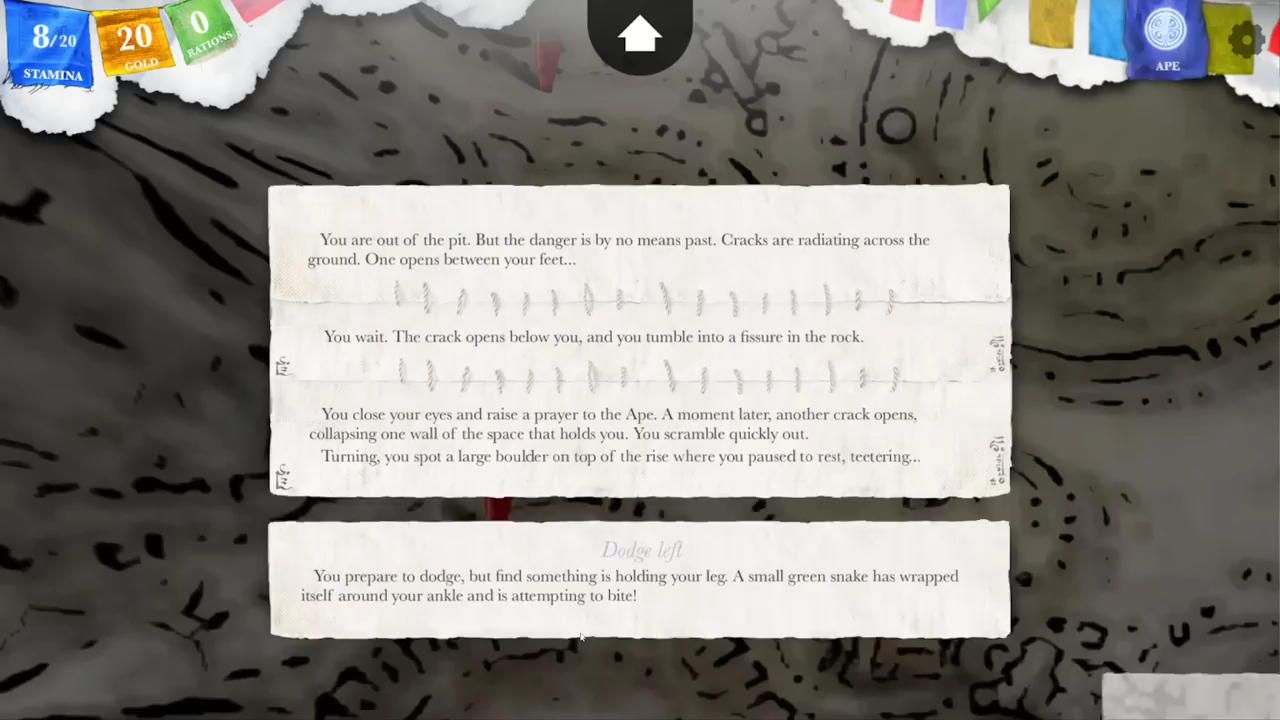 8/20
STAMINA
20
GOLD
0
RATIONS
APE
You are out of the pit. But the danger is by no means past. Cracks are radiating across the
ground. One opens between your feet...
You wait. The crack opens below you, and you tumble into a fissure in the rock.
You close your eyes and raise a prayer to the Ape. A moment later, another crack opens,
collapsing one wall of the space that holds you. You scramble quickly out.
Turning, you spot a large boulder on top of the rise where you paused to rest, teetering...
Dodge left
You prepare to dodge, but find something is holding your leg. A small green snake has wrapped
itself around your ankle and is attempting to bite!